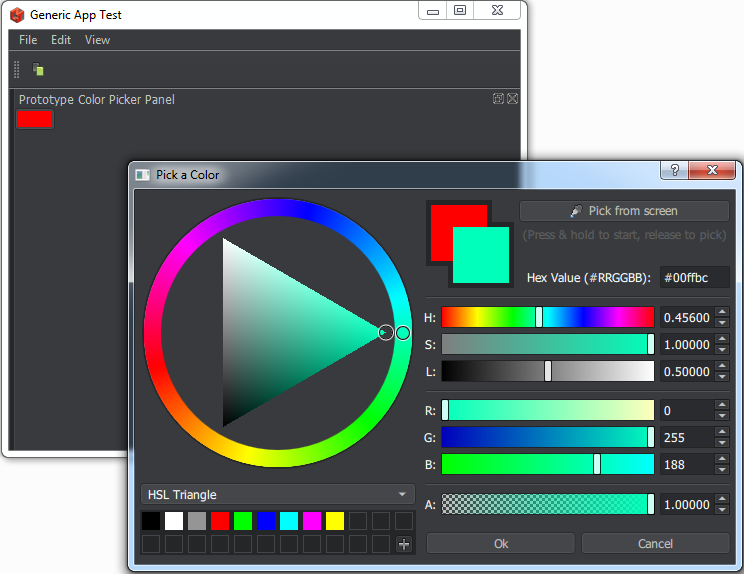 Generic App Test
File Edit View
Prototype Color Picker Panel
Pick a Color
Pick from screen
(Press & hold to start, release to pick)
Hex Value (#RRGGBB): #00ffbc
H: 0.45600
S: 1.00000
L: 0.50000
R: 0
G: 255
B: 188
HSL Triangle
A: 1.00000
Ok Cancel